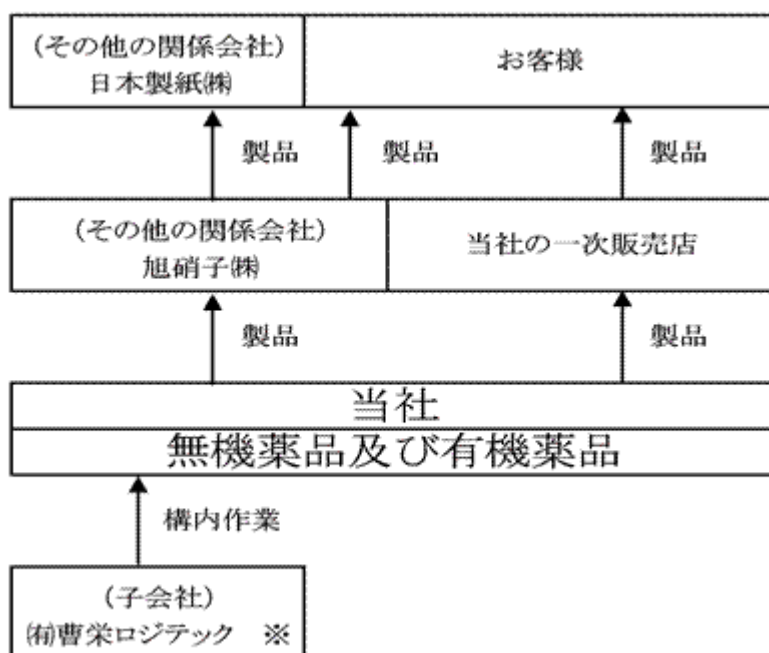 (その他の関係会社)
日本製紙㈱
お客様
製品
製品
製品
(その他の関係会社)
旭硝子㈱
当社の一次販売店
製品
製品
当社
無機薬品及び有機薬品
構内作業
(子会社)
㈲曹栄ロジテック ※